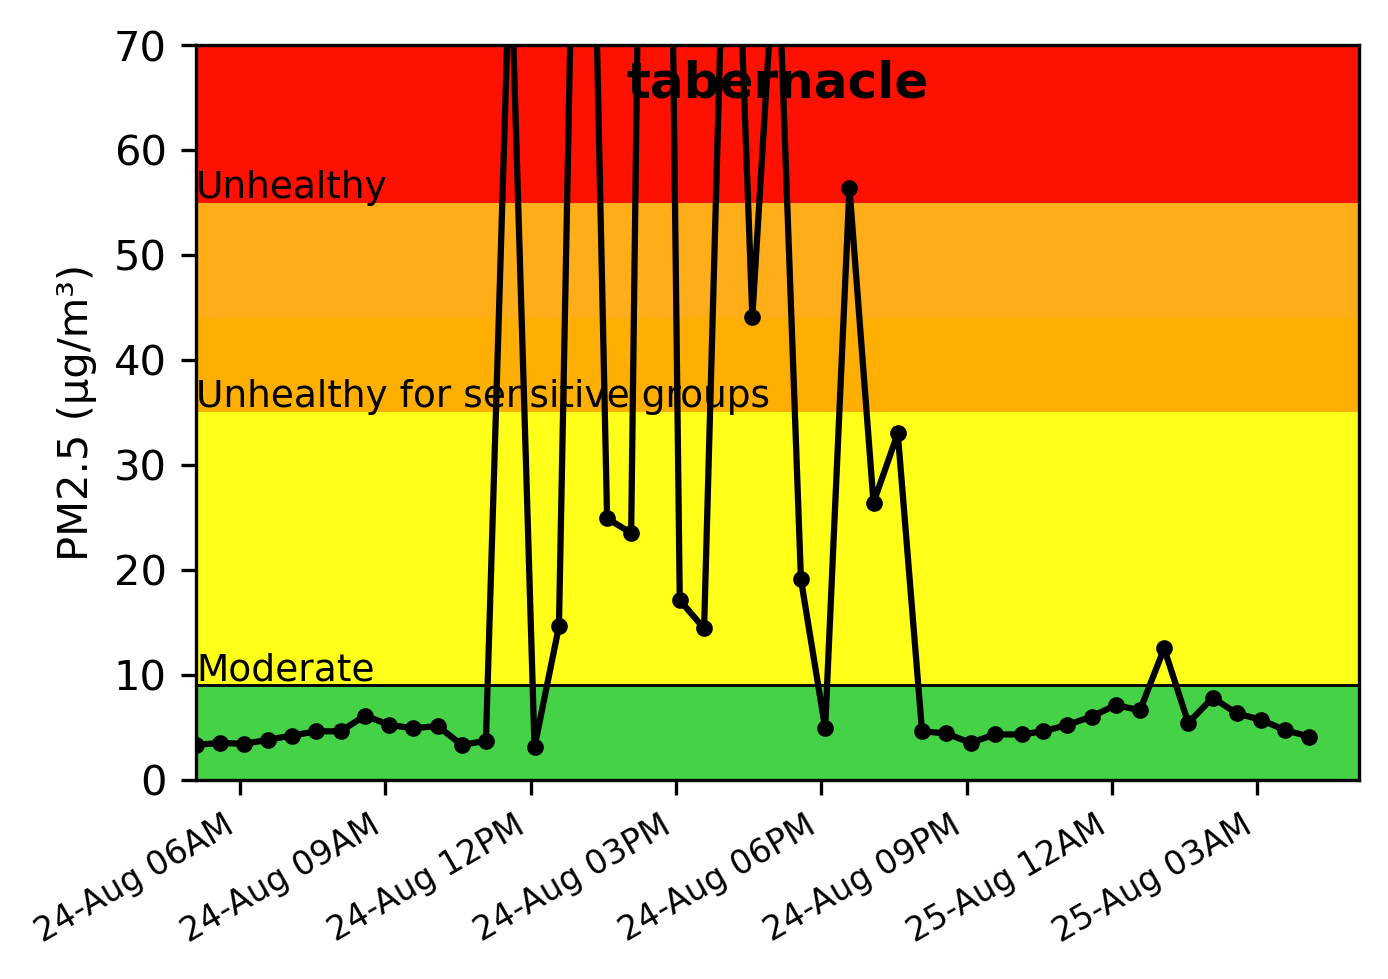 tabernacle
70
60
50
40
30
20
10
0
PM2.5 (µg/m³)
Unhealthy
Unhealthy for sensitive groups
Moderate
24-Aug 06AM
24-Aug 09AM
24-Aug 12PM
24-Aug 03PM
24-Aug 06PM
24-Aug 09PM
25-Aug 12AM
25-Aug 03AM